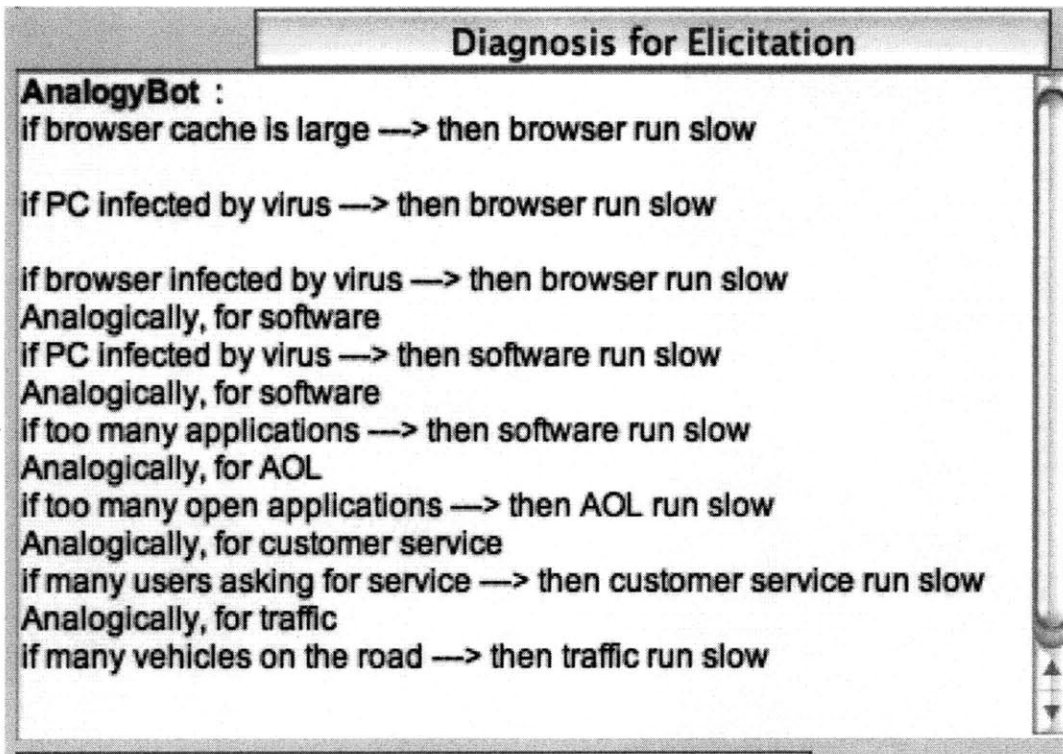 Diagnosis for Elicitation
AnalogyBot :
if browser cache is large —-> then browser run slow
if PC infected by virus —-> then browser run slow
if browser infected by virus —-> then browser run slow
Analogically, for software
if PC infected by virus —-> then software run slow
Analogically, for software
if too many applications —-> then software run slow
Analogically, for AOL
if too many open applications —-> then AOL run slow
Analogically, for customer service
if many users asking for service —-> then customer service run slow
Analogically, for traffic
if many vehicles on the road —-> then traffic run slow